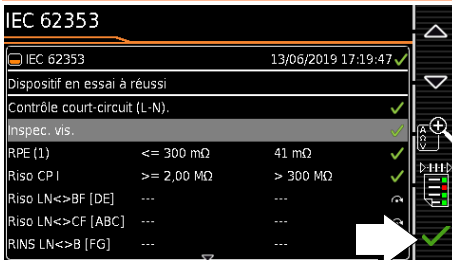 IEC 62353
IEC 62353 13/06/2019 17:19:47
Dispositif en essai à réussi
Contrôle court-circuit (L-N).
Inspec. vis.
RPE (1) <= 300 mΩ 41 mΩ
Riso CP I >= 2,00 MΩ > 300 MΩ
Riso LN<>BF [DE] --- ---
Riso LN<>CF [ABC] --- ---
RINS LN<>B [FG] --- ---